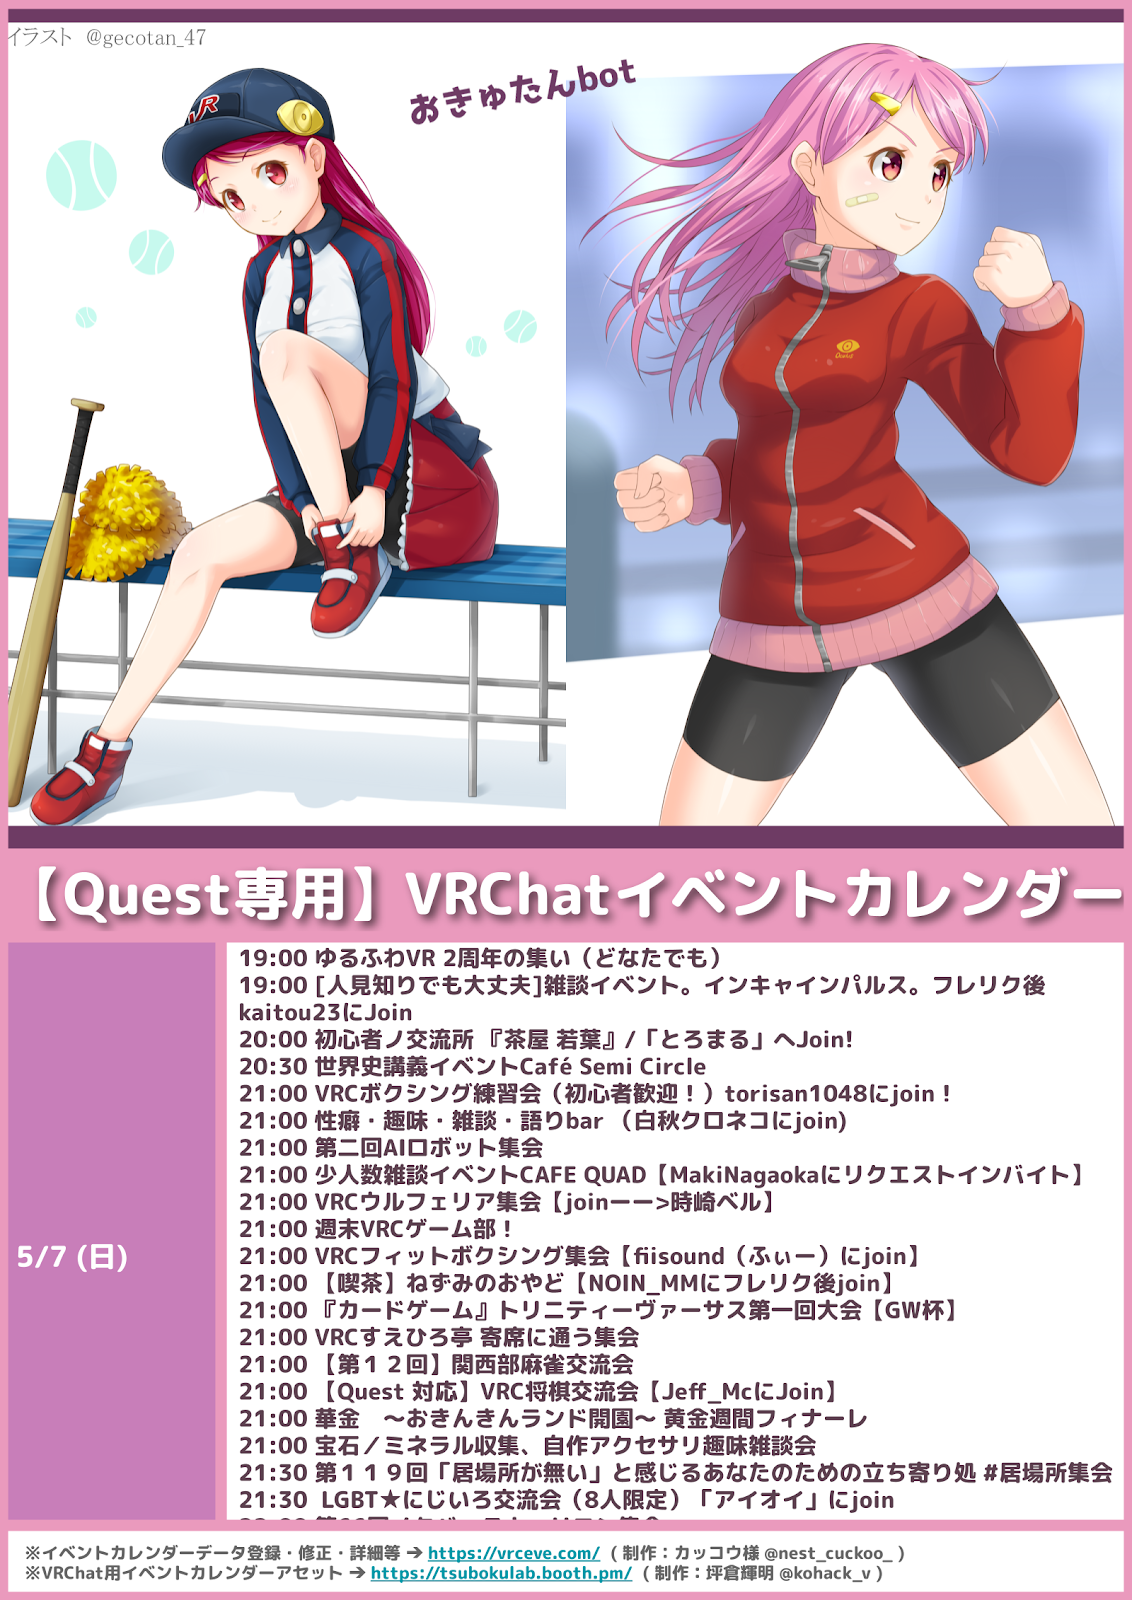 イラスト @gecotan_47
おきゅたんbot
VR
Quest
【Quest専用】VRChatイベントカレンダー
5/7 (日)
19:00 ゆるふわVR 2周年の集い（どなたでも）
19:00 [人見知りでも大丈夫]雑談イベント。インキャインパルス。フレリク後
kaitou23にJoin
20:00 初心者ノ交流所 『茶屋 若葉』/「とろまる」へJoin!
20:30 世界史講義イベントCafé Semi Circle
21:00 VRCボクシング練習会（初心者歓迎！）torisan1048にjoin！
21:00 性癖・趣味・雑談・語りbar （白秋クロネコにjoin)
21:00 第二回AIロボット集会
21:00 少人数雑談イベントCAFE QUAD【MakiNagaokaにリクエストインバイト】
21:00 VRCウルフェリア集会【joinーー>時崎ベル】
21:00 週末VRCゲーム部！
21:00 VRCフィットボクシング集会【fiisound（ふぃー）にjoin】
21:00 【喫茶】ねずみのおやど【NOIN_MMにフレリク後join】
21:00 『カードゲーム』トリニティーヴァーサス第一回大会【GW杯】
21:00 VRCすえひろ亭 寄席に通う集会
21:00 【第１２回】関西部麻雀交流会
21:00 【Quest 対応】VRC将棋交流会【Jeff_McにJoin】
21:00 華金　～おきんきんランド開園～ 黄金週間フィナーレ
21:00 宝石／ミネラル収集、自作アクセサリ趣味雑談会
21:30 第１１９回「居場所が無い」と感じるあなたのための立ち寄り処 #居場所集会
21:30 LGBT★にじいろ交流会（8人限定）「アイオイ」にjoin
※イベントカレンダーデータ登録・修正・詳細等 ➔ https://vrceve.com/ （制作：カッコウ様 @nest_cuckoo_ ）
※VRChat用イベントカレンダーアセット ➔ https://tsubokulab.booth.pm/ （制作：坪倉輝明 @kohack_v ）